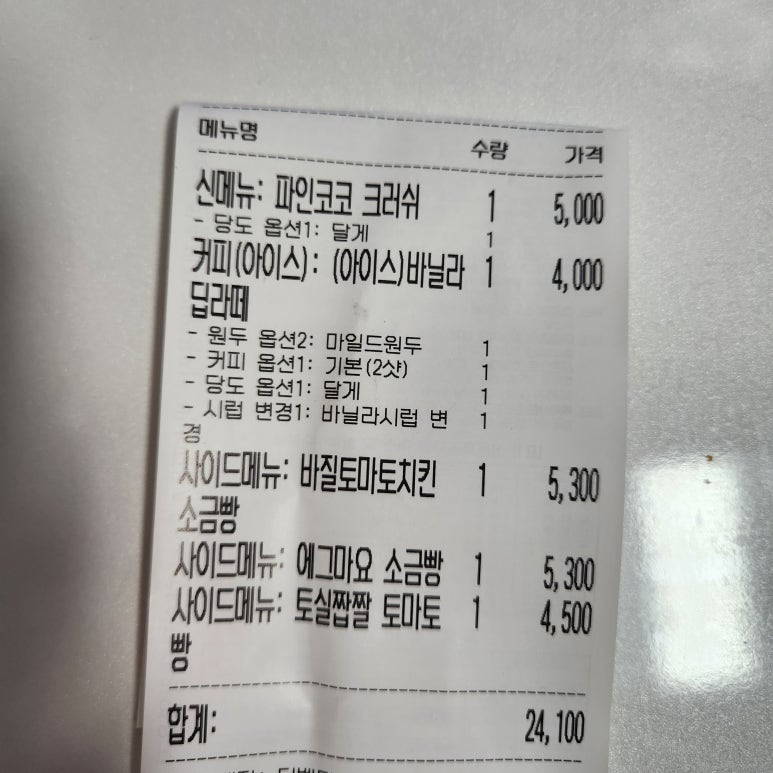 메뉴명 수량 가격
신메뉴: 파인코코 크러쉬 1 5,000
- 당도 옵션1: 달게 1
커피(아이스): (아이스)바닐라 1 4,000
딥라떼
- 원두 옵션2: 마일드원두 1
- 커피 옵션1: 기본(2샷) 1
- 당도 옵션1: 달게 1
- 시럽 변경1: 바닐라시럽 변 1
경
사이드메뉴: 바질토마토치킨 1 5,300
소금빵
사이드메뉴: 에그마요 소금빵 1 5,300
사이드메뉴: 토실짭짤 토마토 1 4,500
빵
합계: 24,100